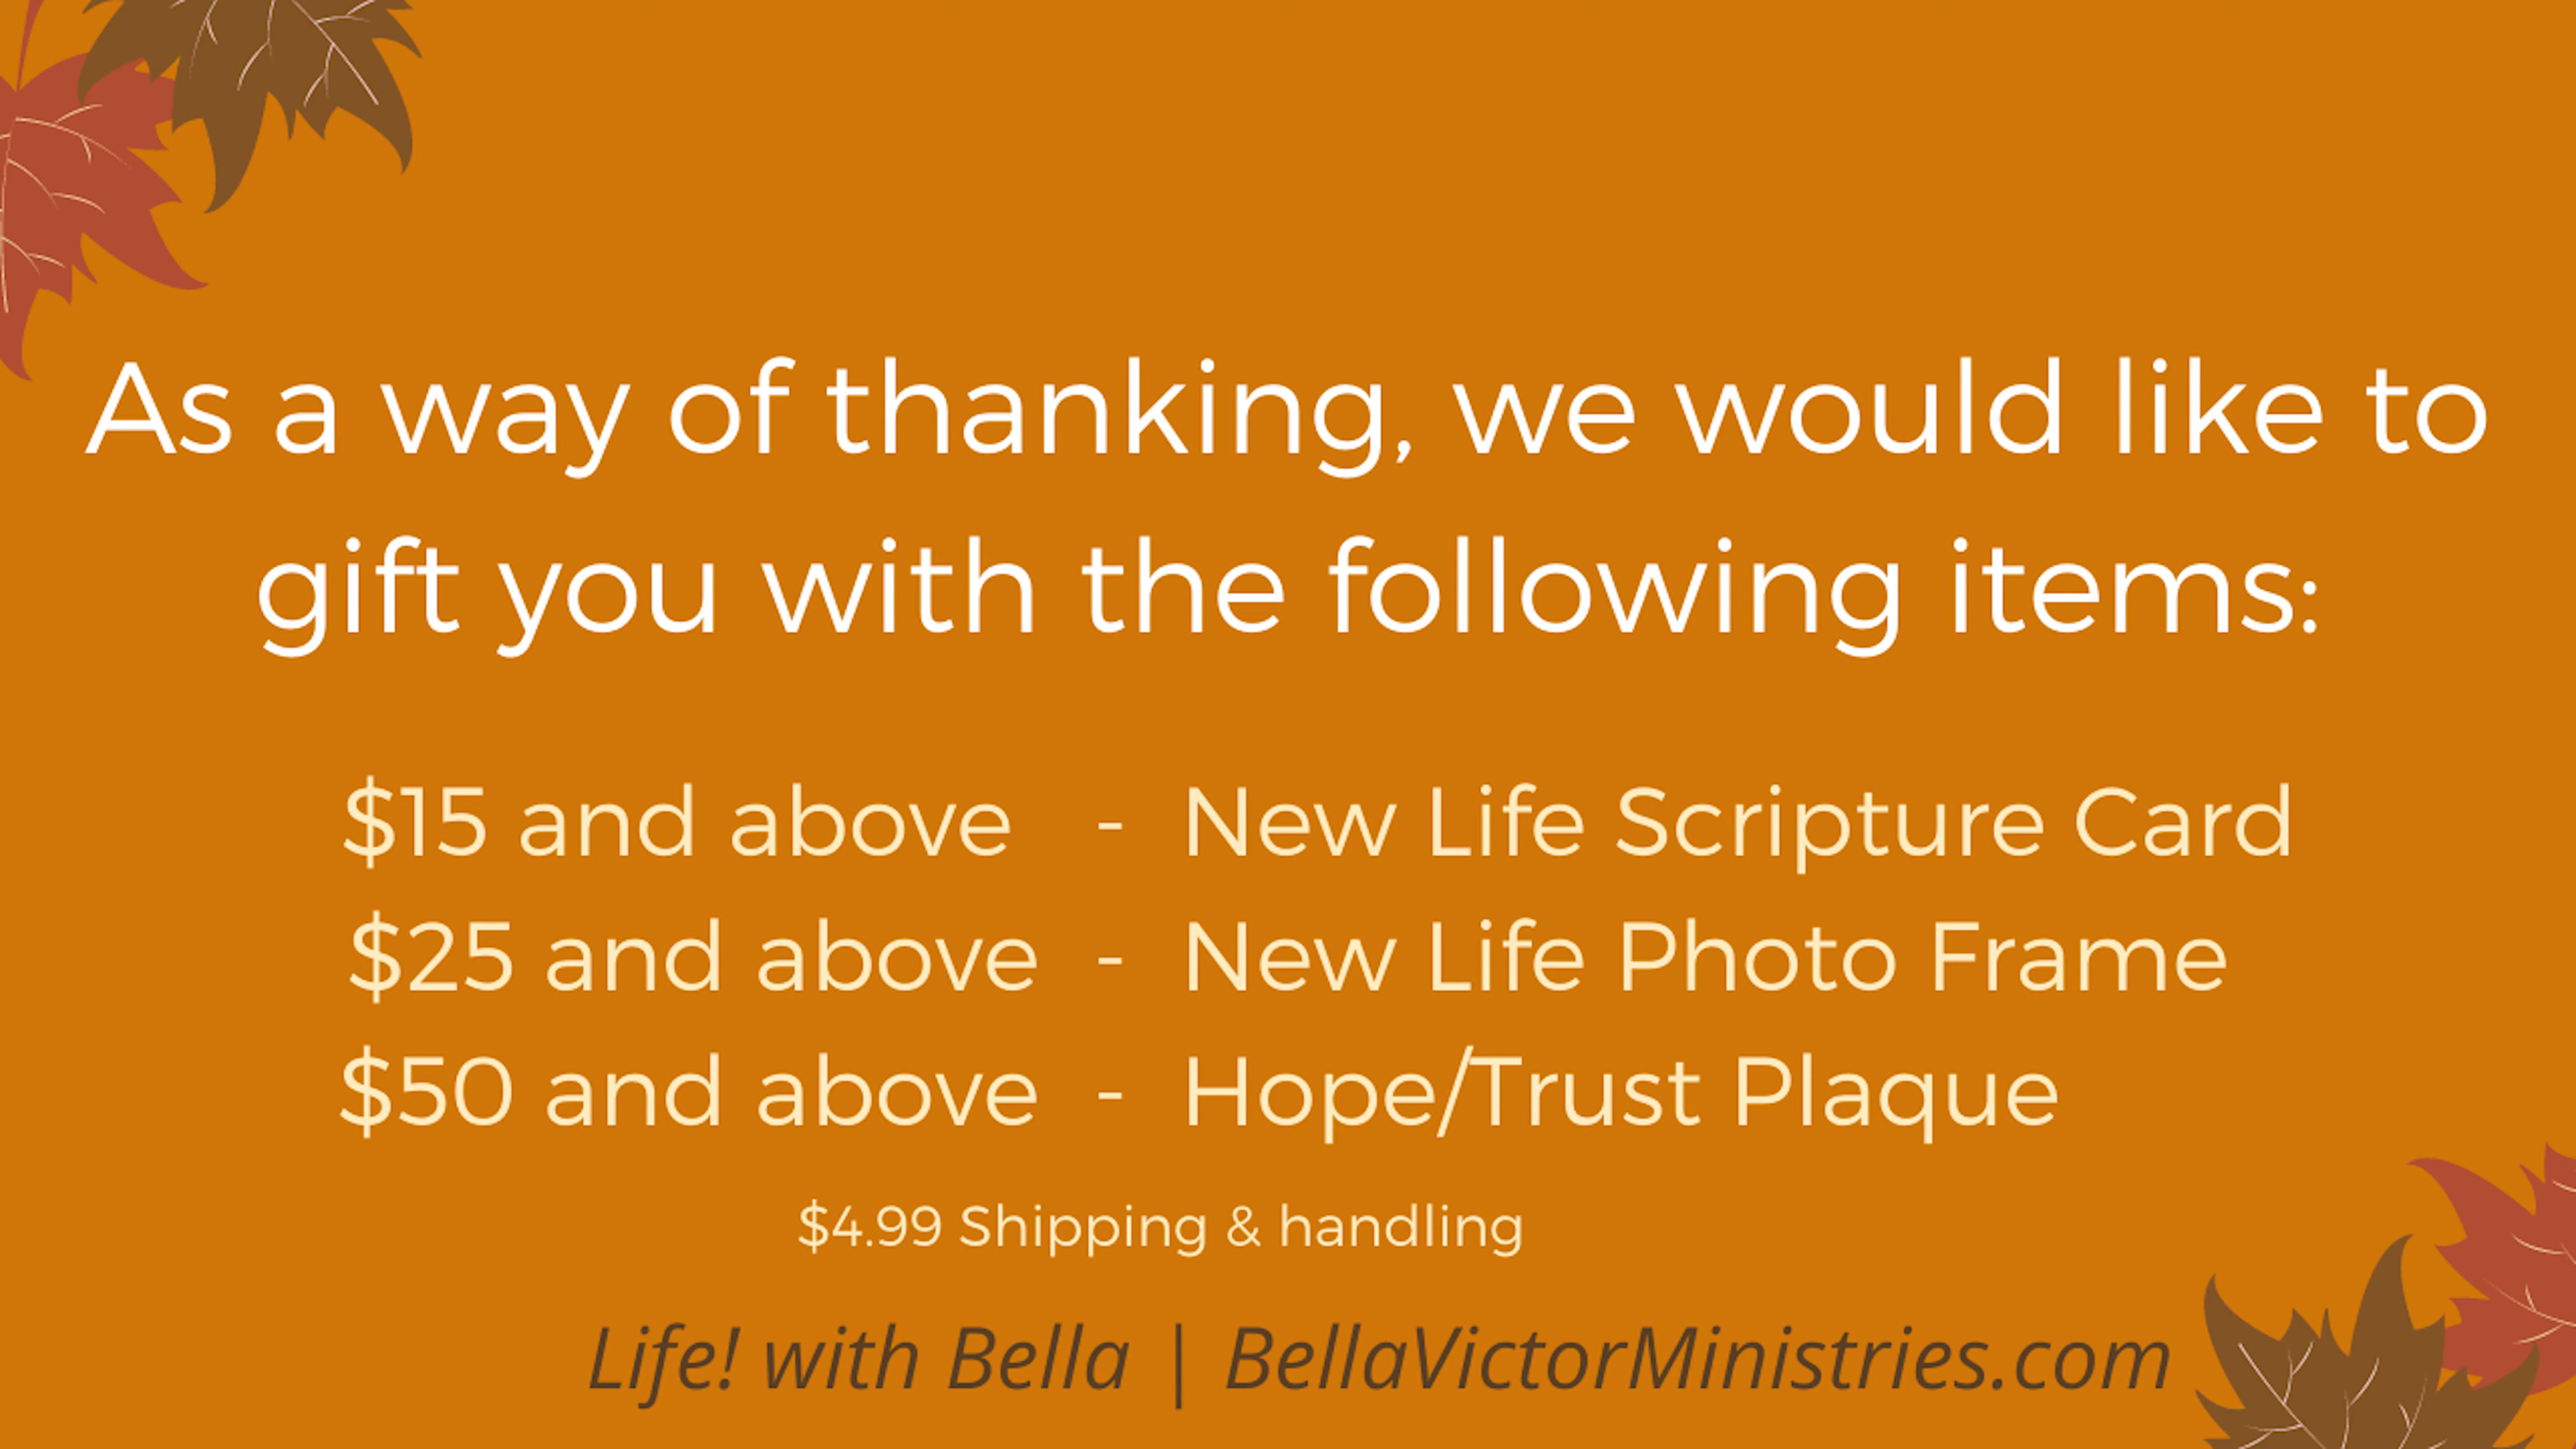 As a way of thanking, we would like to
gift you with the following items:
$15 and above - New Life Scripture Card
$25 and above - New Life Photo Frame
$50 and above - Hope/Trust Plaque
$4.99 Shipping & handling
Life! with Bella | BellaVictorMinistries.com